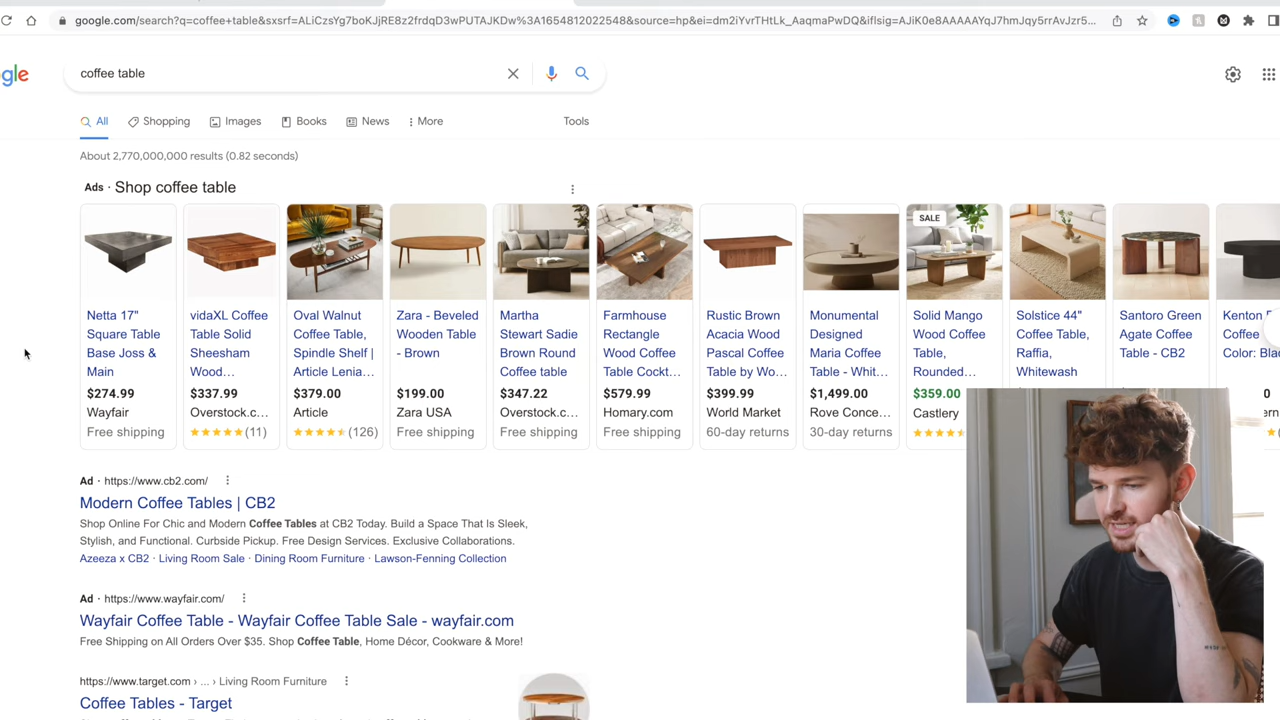 google.com/search?q=coffee+table&sxsrf=ALiCzsYg7boKJjRE8z2frdqD3wPUTAJKDw%3A1654812022548&source=hp&ei=dm2iYvrTHtLk_AaqmaPwDQ&iflsig=AJiK0e8AAAAAYqJ7hmJqy5rrAvJzr5...
gle
coffee table
All
Shopping
Images
Books
News
More
Tools
About 2,770,000,000 results (0.82 seconds)
Ads · Shop coffee table
SALE
Netta 17"
Square Table
Base Joss &
Main
$274.99
Wayfair
Free shipping
vidaXL Coffee
Table Solid
Sheesham
Wood...
$337.99
Overstock.c...
(11)
Oval Walnut
Coffee Table,
Spindle Shelf |
Article Lenia...
$379.00
Article
(126)
Zara - Beveled
Wooden Table
- Brown
$199.00
Zara USA
Free shipping
Martha
Stewart Sadie
Brown Round
Coffee table
$347.22
Overstock.c...
Free shipping
Farmhouse
Rectangle
Wood Coffee
Table Cockt...
$579.99
Homary.com
Free shipping
Rustic Brown
Acacia Wood
Pascal Coffee
Table by Wo...
$399.99
World Market
60-day returns
Monumental
Designed
Maria Coffee
Table - Whit...
$1,499.00
Rove Conce...
30-day returns
Solid Mango
Wood Coffee
Table,
Rounded...
$359.00
Castlery
Solstice 44"
Coffee Table,
Raffia,
Whitewash
Santoro Green
Agate Coffee
Table - CB2
Kenton
Coffee
Color: Bla
0
ern
Ad · https://www.cb2.com/
Modern Coffee Tables | CB2
Shop Online For Chic and Modern Coffee Tables at CB2 Today. Build a Space That Is Sleek,
Stylish, and Functional. Curbside Pickup. Free Design Services. Exclusive Collaborations.
Azeeza x CB2 · Living Room Sale · Dining Room Furniture · Lawson-Fenning Collection
Ad · https://www.wayfair.com/
Wayfair Coffee Table - Wayfair Coffee Table Sale - wayfair.com
Free Shipping on All Orders Over $35. Shop Coffee Table, Home Décor, Cookware & More!
https://www.target.com › ... › Living Room Furniture
Coffee Tables - Target